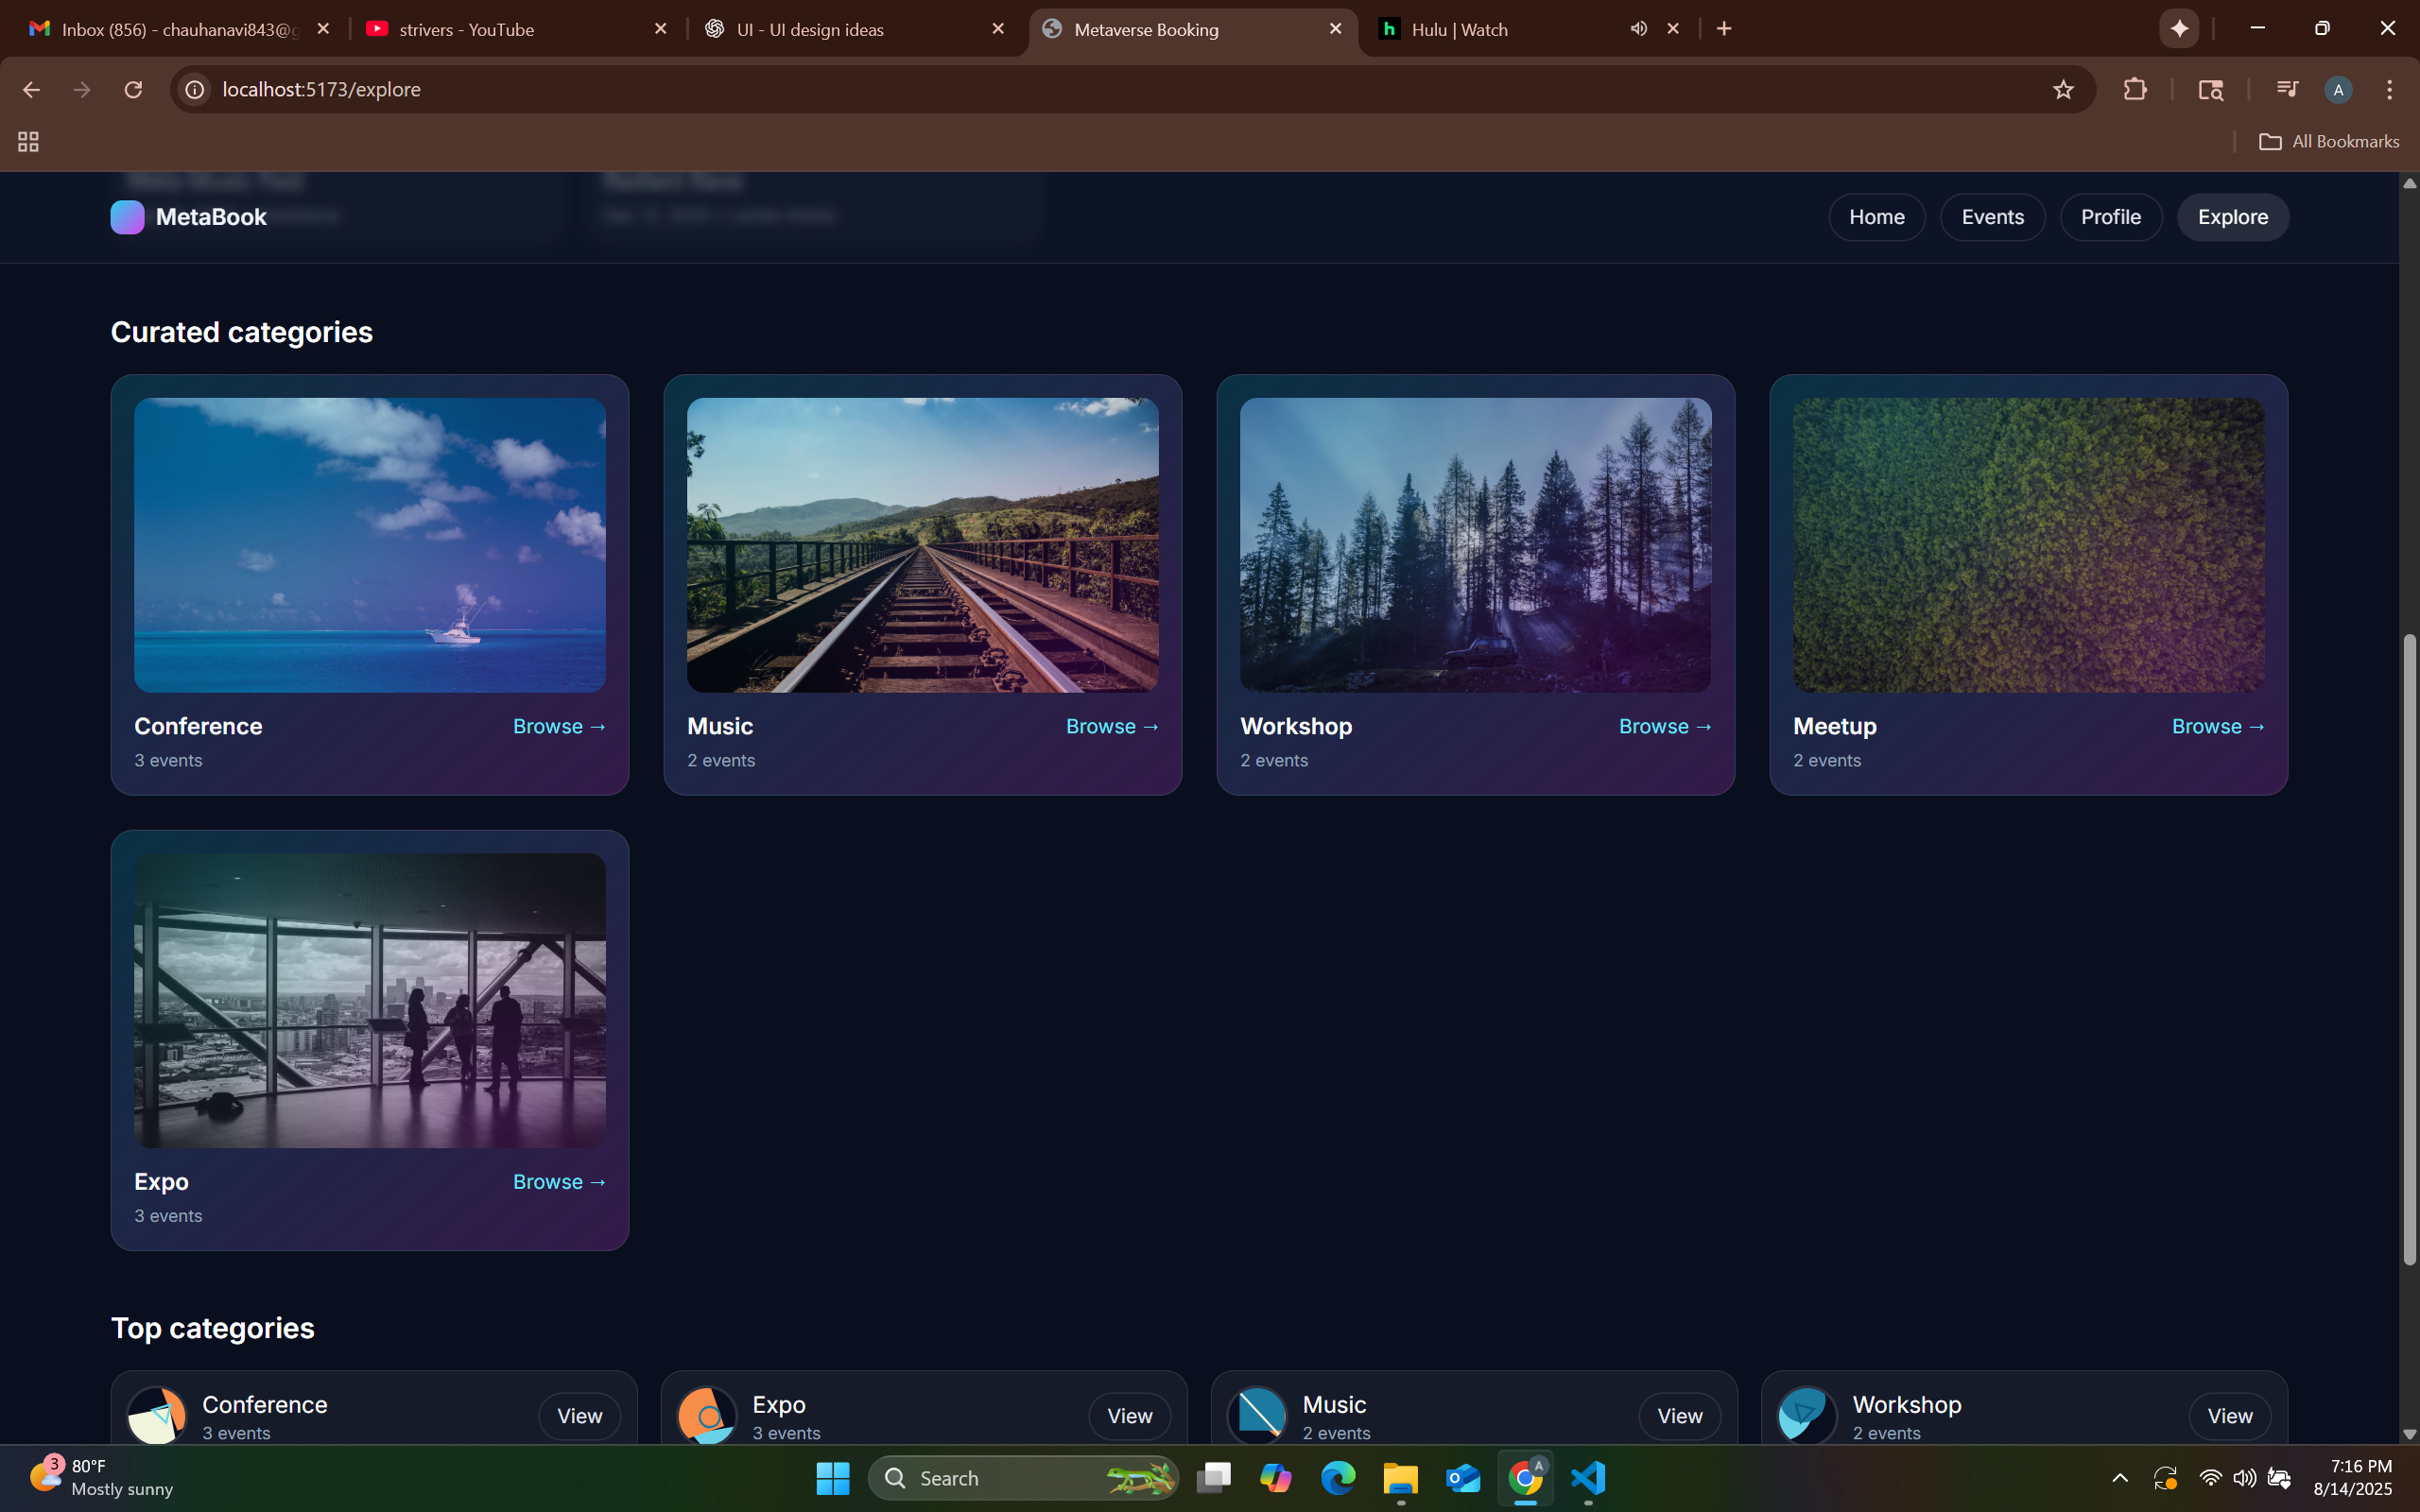 Inbox (856) - chauhanavi843@g
strivers - YouTube
UI - UI design ideas
Metaverse Booking
Hulu | Watch
localhost:5173/explore
A
All Bookmarks
MetaBook
Home
Events
Profile
Explore
Curated categories
Conference
Browse →
3 events
Music
Browse →
2 events
Workshop
Browse →
2 events
Meetup
Browse →
2 events
Expo
Browse →
3 events
Top categories
Conference
3 events
View
Expo
3 events
View
Music
2 events
View
Workshop
2 events
View
3
80°F
Mostly sunny
Search
A
7:16 PM
8/14/2025